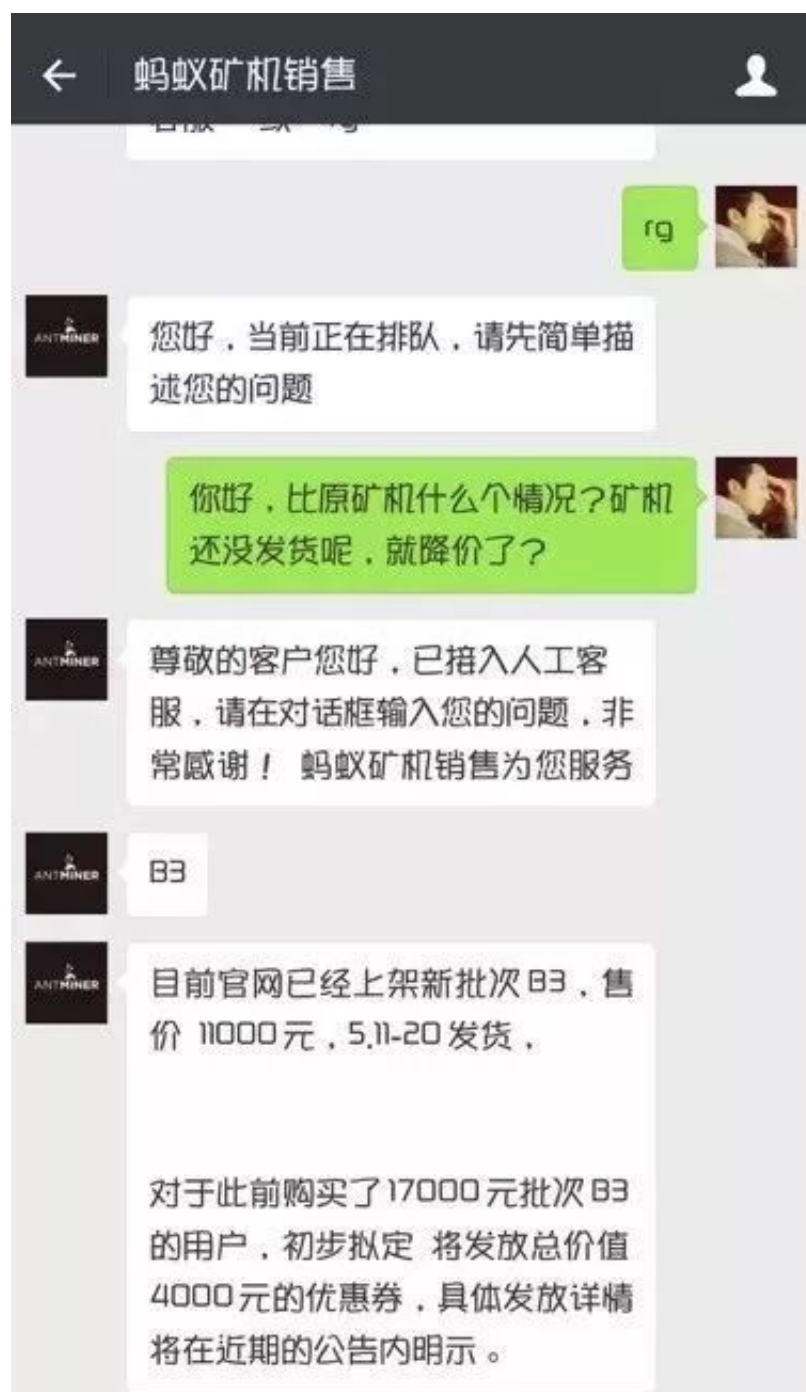 蚂蚁矿机销售
rg
ANTMINER
您好，当前正在排队，请先简单描
述您的问题
你好，比原矿机什么个情况？矿机
还没发货呢，就降价了？
ANTMINER
尊敬的客户您好，已接入人工客
服，请在对话框输入您的问题，非
常感谢！ 蚂蚁矿机销售为您服务
ANTMINER
B3
ANTMINER
目前官网已经上架新批次B3，售
价 11000元，5.11-20发货，
对于此前购买了17000元批次B3
的用户，初步拟定 将发放总价值
4000元的优惠券，具体发放详情
将在近期的公告内明示。